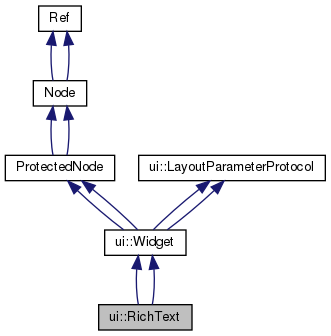 Ref
Node
ProtectedNode
ui::LayoutParameterProtocol
ui::Widget
ui::RichText